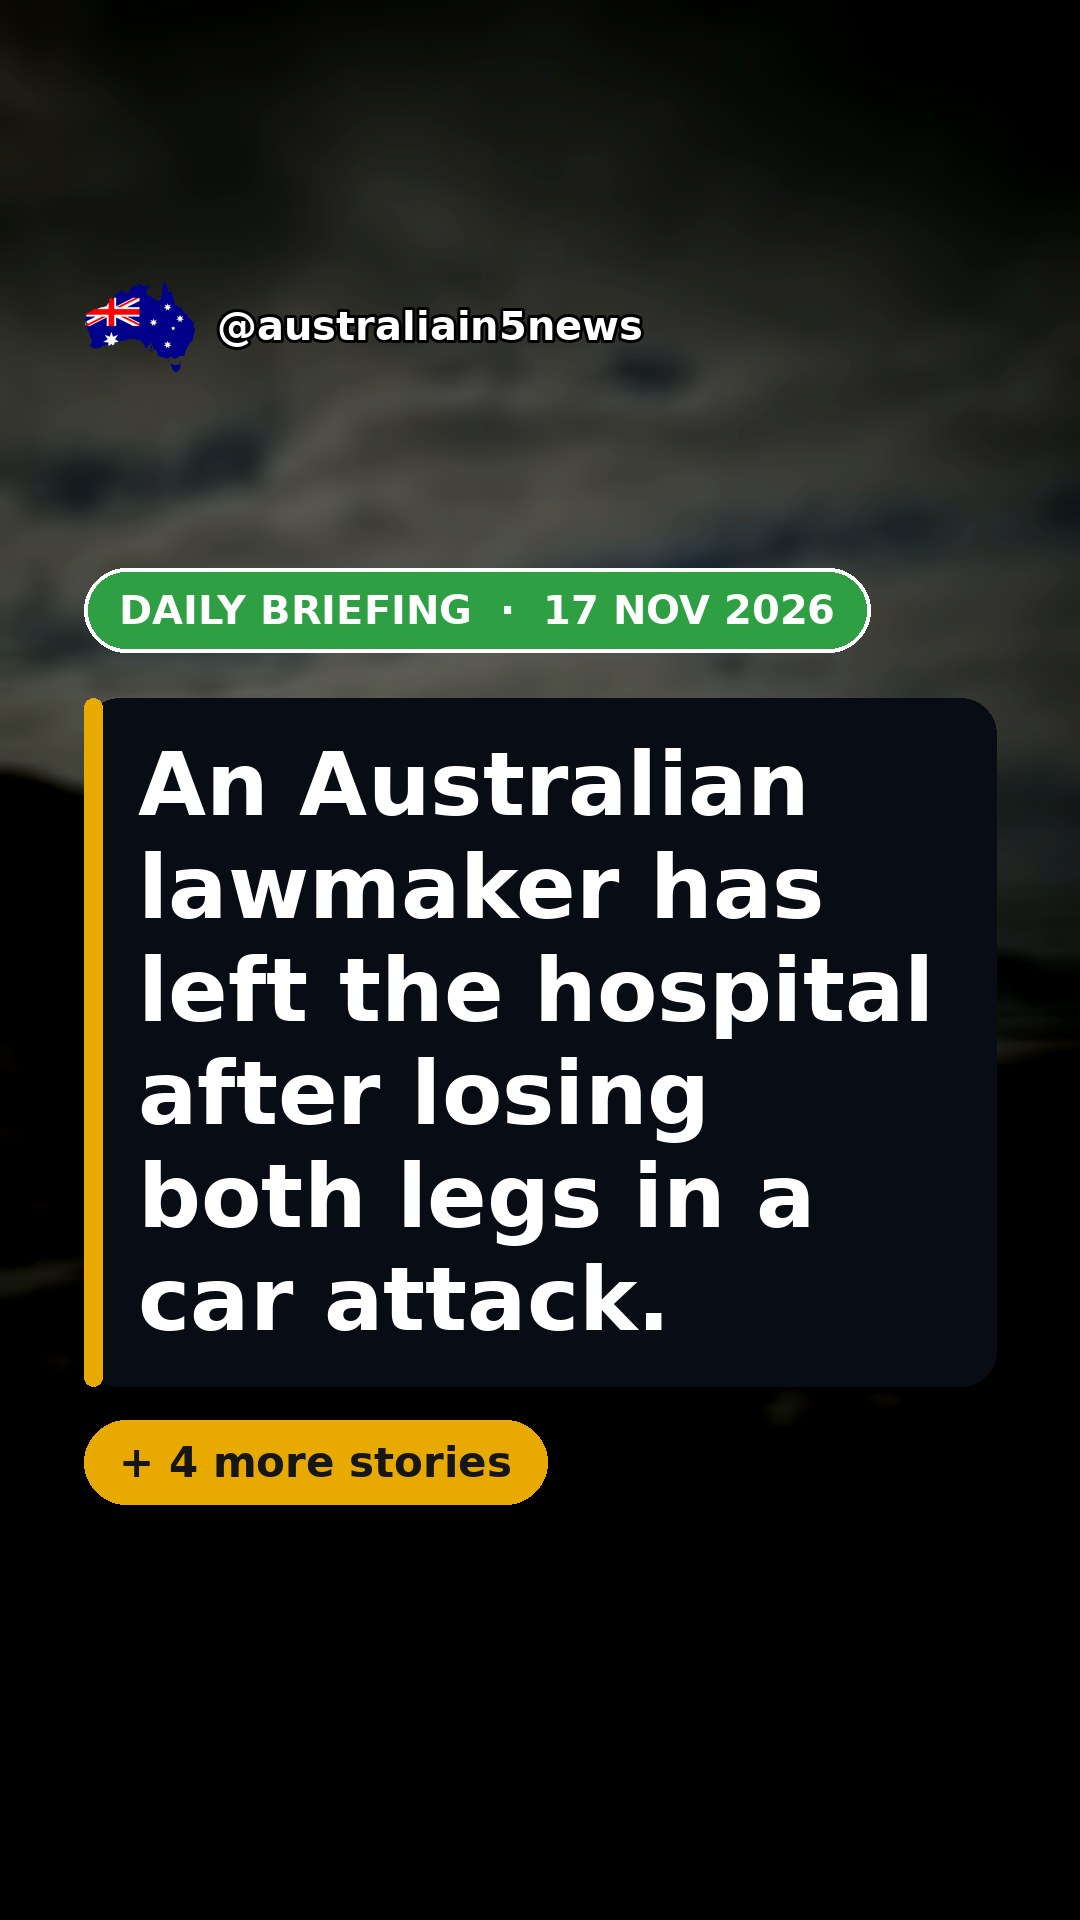 @australiain5news
DAILY BRIEFING · 17 NOV 2026
An Australian
lawmaker has
left the hospital
after losing
both legs in a
car attack.
+ 4 more stories